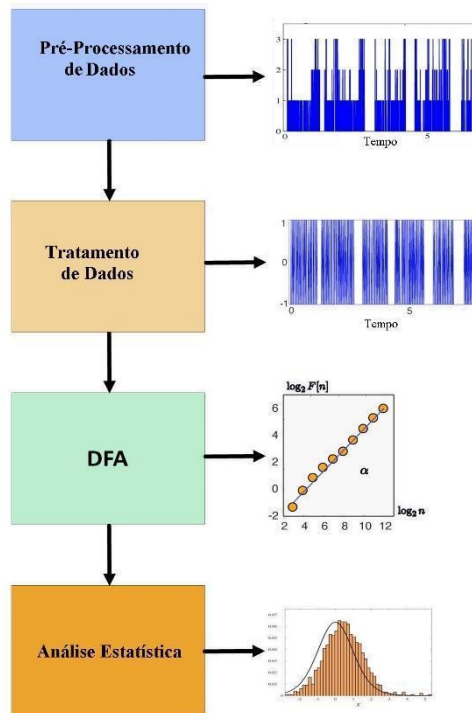 Pré-Processamento
de Dados
3
2
1
0
0
5
Tempo
Tratamento
de Dados
1
0
-1
0
5
Tempo
DFA
log₂ F[n]
6
4
2
0
-2
α
2 4 6 8 10 12
log₂ n
Análise Estatística
0
x